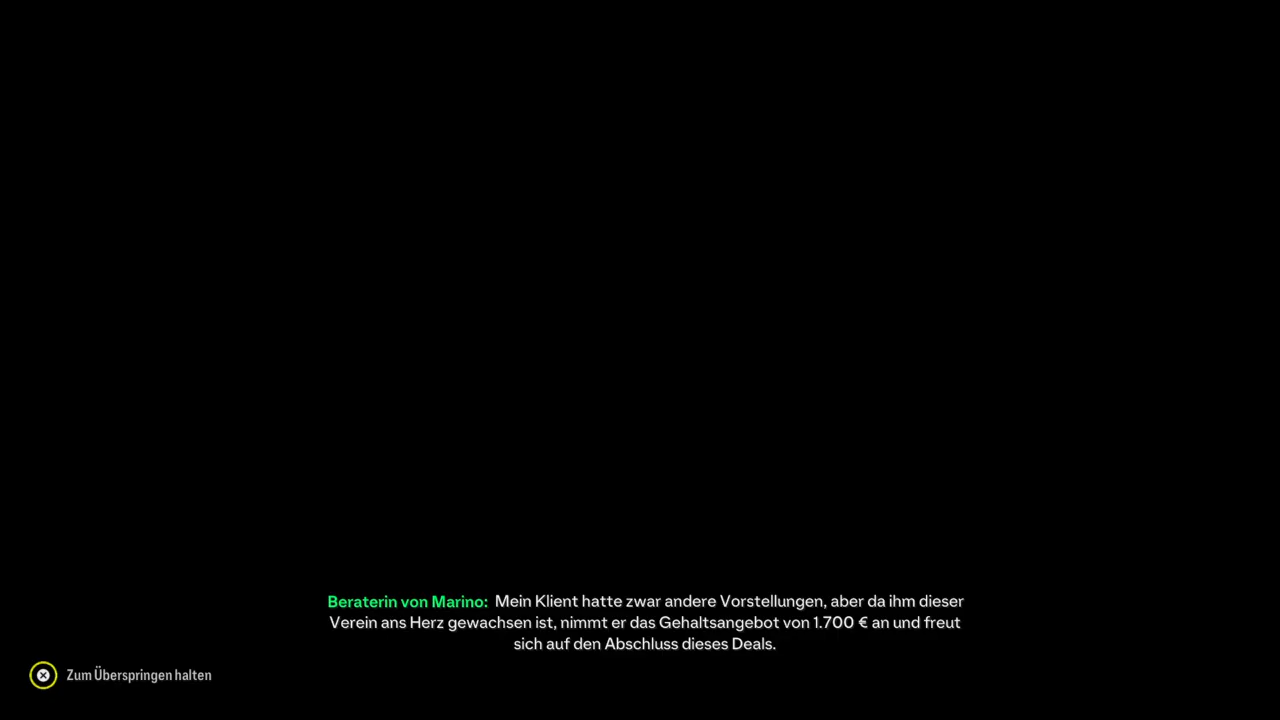 Beraterin von Marino: Mein Klient hatte zwar andere Vorstellungen, aber da ihm dieser
Verein ans Herz gewachsen ist, nimmt er das Gehaltsangebot von 1.700 € an und freut
sich auf den Abschluss dieses Deals.
Zum Überspringen halten